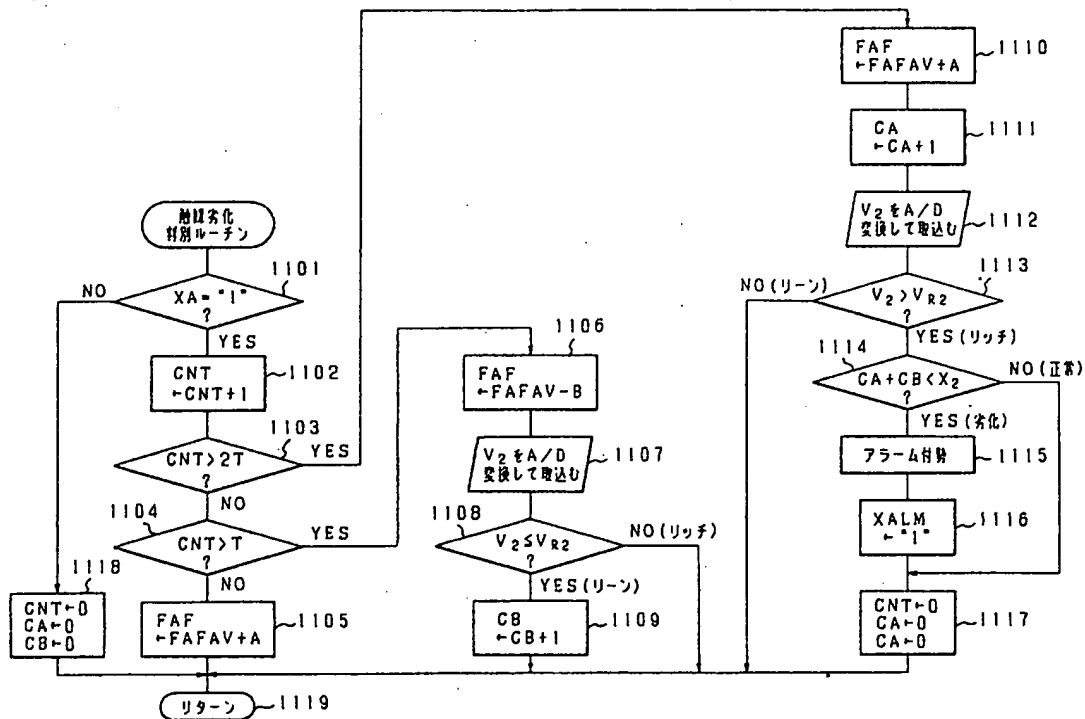 触媒劣化
判別ルーチン
1101
XA="1"
?
NO
YES
1102
CNT
←CNT+1
1103
CNT>2T
?
YES
NO
1104
CNT>T
?
YES
NO
1105
FAF
←FAFAV+A
1118
CNT←0
CA←0
CB←0
リターン
1119
1106
FAF
←FAFAV-B
1107
V2をA/D
変換して取込む
1108
V2≦VR2
?
NO(リッチ)
YES(リーン)
1109
CB
←CB+1
1110
FAF
←FAFAV+A
1111
CA
←CA+1
1112
V2をA/D
変換して取込む
1113
V2>VR2
?
NO(リーン)
YES(リッチ)
1114
CA+CB<X2
?
NO(正常)
YES(劣化)
アラーム付勢
1115
XALM
←"1"
1116
CNT←0
CA←0
CA←0
1117